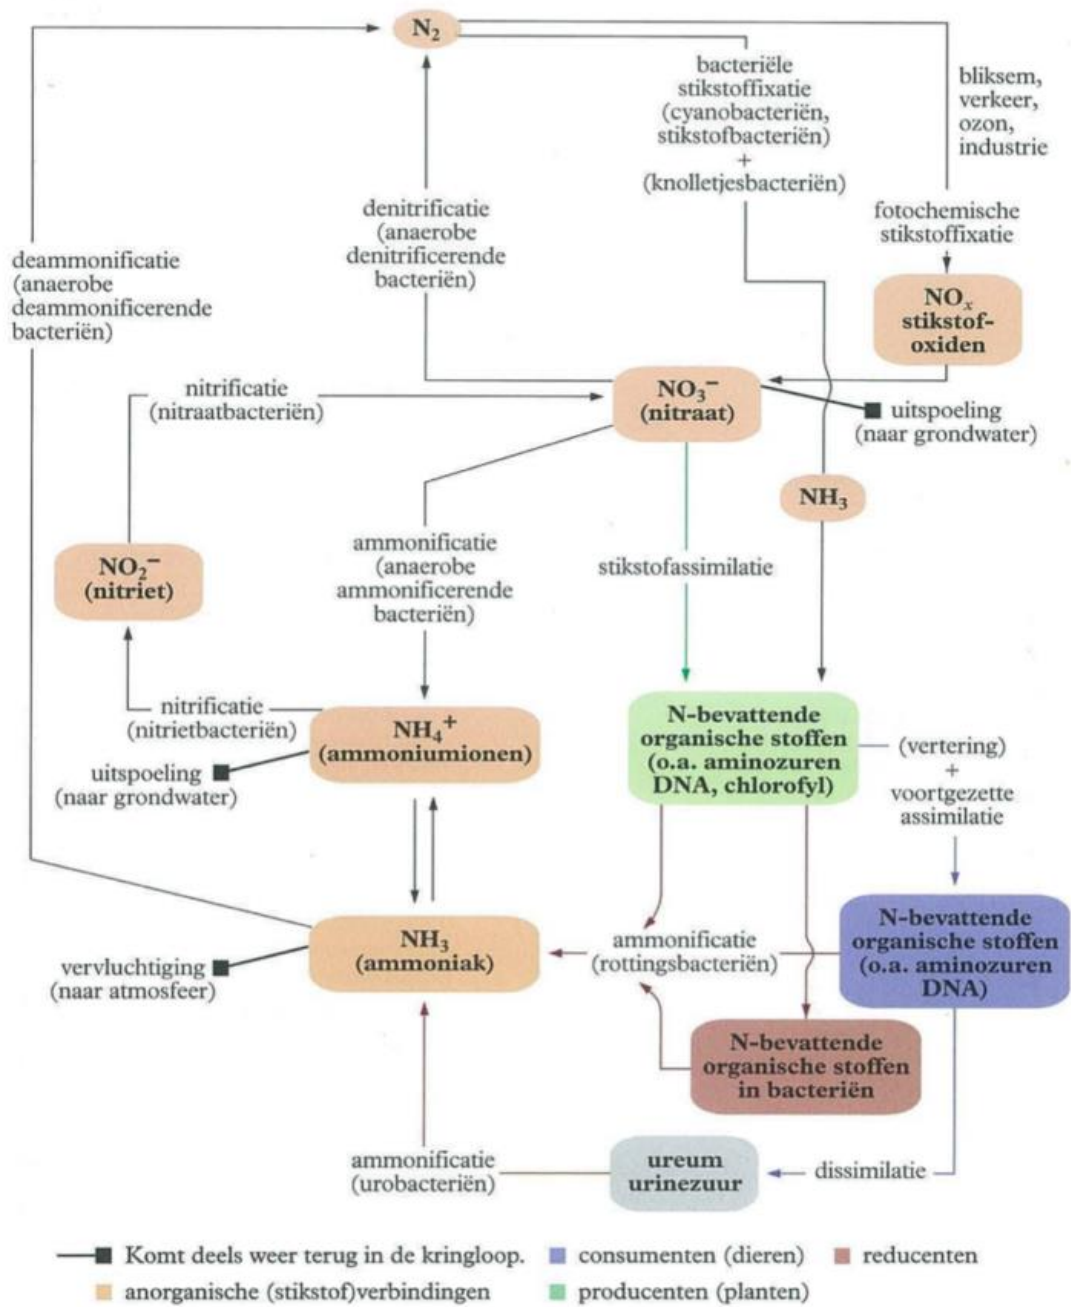 N₂
bacteriële
stikstoffixatie
(cyanobacteriën,
stikstofbacteriën)
+
(knolletjesbacteriën)
bliksem,
verkeer,
ozon,
industrie
denitrificatie
(anaerobe
denitrificerende
bacteriën)
fotochemische
stikstoffixatie
deammonificatie
(anaerobe
deammonificerende
bacteriën)
NOₓ
stikstof-
oxiden
nitrificatie
(nitraatbacteriën)
NO₃⁻
(nitraat)
uitspoeling
(naar grondwater)
NH₃
NO₂⁻
(nitriet)
ammonificatie
(anaerobe
ammonificerende
bacteriën)
stikstofassimilatie
nitrificatie
(nitrietbacteriën)
NH₄⁺
(ammoniumionen)
uitspoeling
(naar grondwater)
N-bevattende
organische stoffen
(o.a. aminozuren
DNA, chlorofyl)
(vertering)
+
voortgezette
assimilatie
NH₃
(ammoniak)
vervluchtiging
(naar atmosfeer)
ammonificatie
(rottingsbacteriën)
N-bevattende
organische stoffen
(o.a. aminozuren
DNA)
N-bevattende
organische stoffen
in bacteriën
ammonificatie
(urobacteriën)
ureum
urinezuur
dissimilatie
Komt deels weer terug in de kringloop.
consumenten (dieren)
reducenten
anorganische (stikstof)verbindingen
producenten (planten)